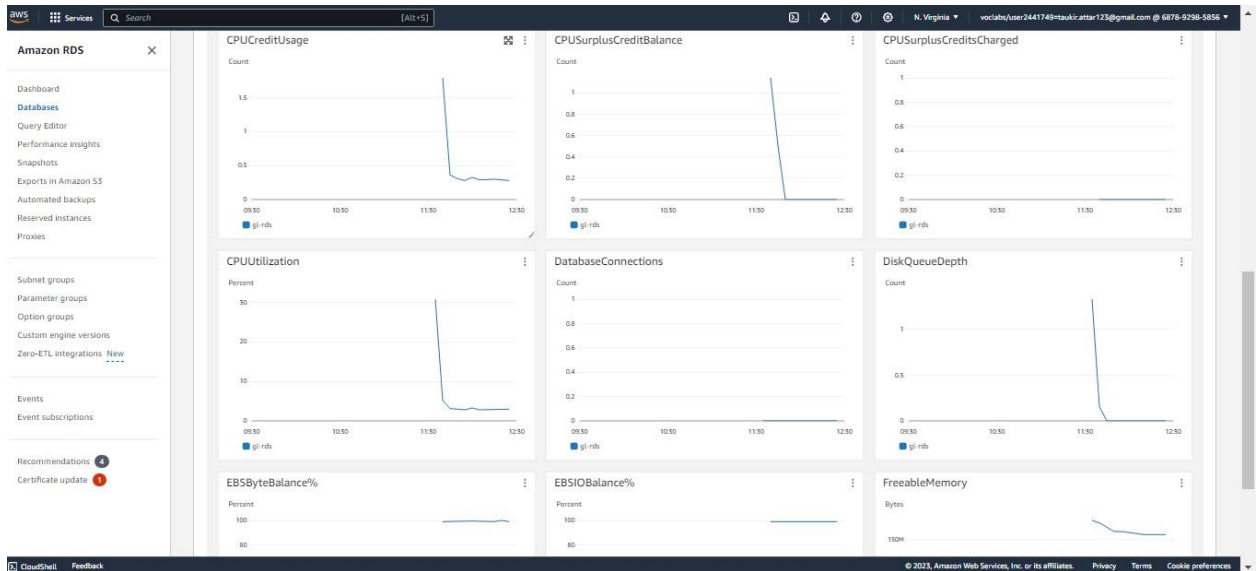 aws Services Search [Alt+S] N. Virginia voclabs/user2441749=taukir.attar123@gmail.com @ 6878-9298-5856
Amazon RDS
Dashboard
Databases
Query Editor
Performance insights
Snapshots
Exports in Amazon S3
Automated backups
Reserved instances
Proxies
Subnet groups
Parameter groups
Option groups
Custom engine versions
Zero-ETL integrations New
Events
Event subscriptions
Recommendations 4
Certificate update 1
CPUCreditUsage
Count
1.5
1
0.5
0
09:30 10:30 11:30 12:30
gl-rds
CPUSurplusCreditBalance
Count
1
0.8
0.6
0.4
0.2
0
09:30 10:30 11:30 12:30
gl-rds
CPUSurplusCreditsCharged
Count
1
0.8
0.6
0.4
0.2
0
09:30 10:30 11:30 12:30
gl-rds
CPUUtilization
Percent
30
20
10
0
09:30 10:30 11:30 12:30
gl-rds
DatabaseConnections
Count
1
0.8
0.6
0.4
0.2
0
09:30 10:30 11:30 12:30
gl-rds
DiskQueueDepth
Count
1
0.5
0
09:30 10:30 11:30 12:30
gl-rds
EBSByteBalance%
Percent
100
80
EBSIOBalance%
Percent
100
80
FreeableMemory
Bytes
150M
CloudShell Feedback © 2023, Amazon Web Services, Inc. or its affiliates. Privacy Terms Cookie preferences